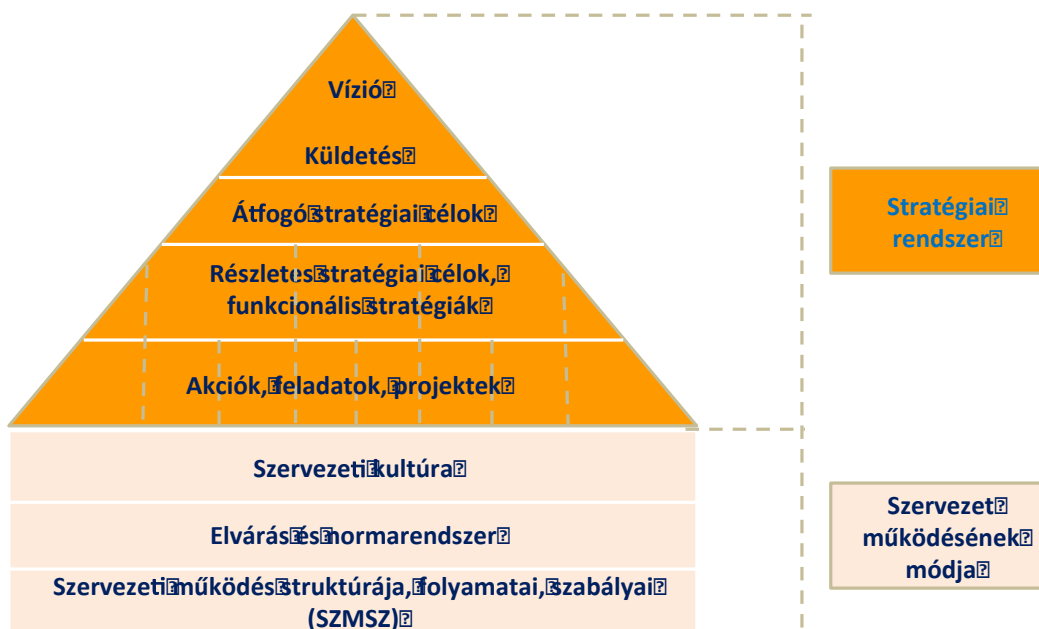 Vízió
Küldetés
Átfogó stratégiai célok
Részletes stratégiai célok,
funkcionális stratégiák
Akciók, feladatok, projektek
Stratégiai
rendszer
Szervezeti kultúra
Elvárás és normarendszer
Szervezeti működés struktúrája, folyamatai, szabályai
(SZMSZ)
Szervezet
működésének
módja